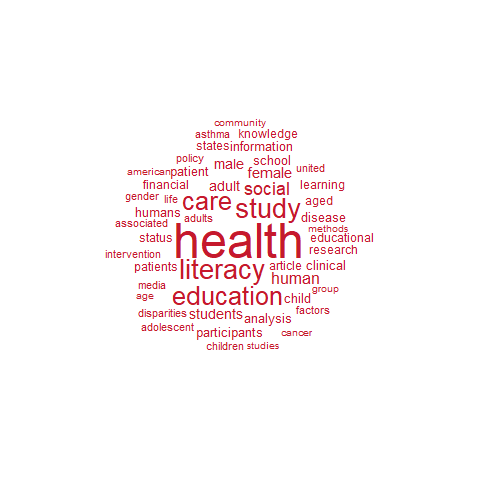 community
asthma knowledge
states information
policy male school
american patient female united
financial adult social learning
gender life care study aged
humans adults disease
associated methods
status health educational
intervention research
patients literacy article clinical
media human
age education child group
disparities students analysis factors
adolescent participants cancer
children studies